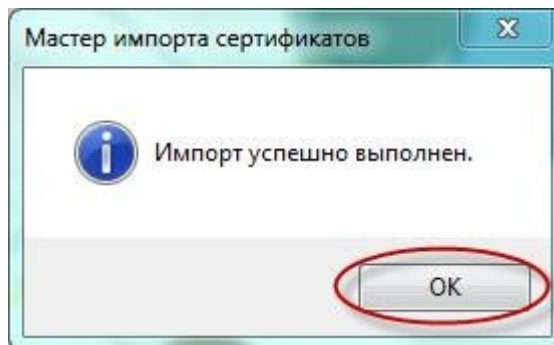 Мастер импорта сертификатов
Импорт успешно выполнен.
OK